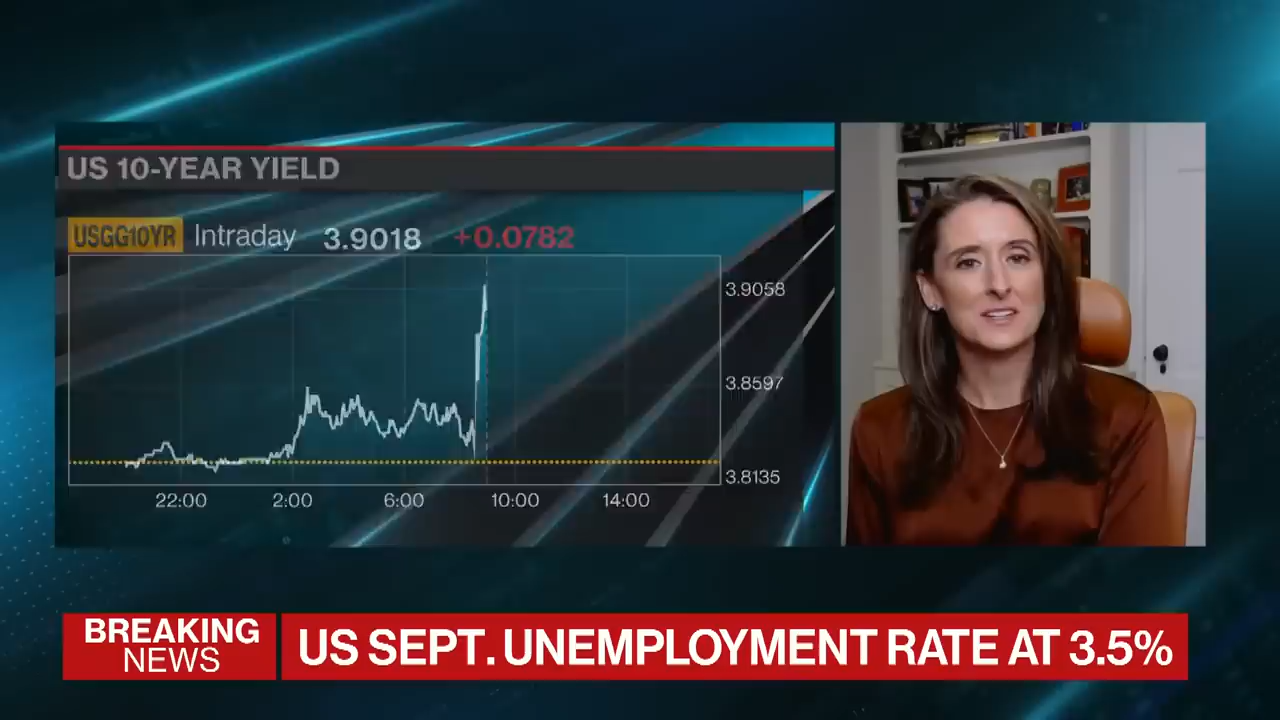 US 10-YEAR YIELD
USGG10YR Intraday 3.9018 +0.0782
3.9058
3.8597
3.8135
22:00 2:00 6:00 10:00 14:00
BREAKING NEWS
US SEPT. UNEMPLOYMENT RATE AT 3.5%